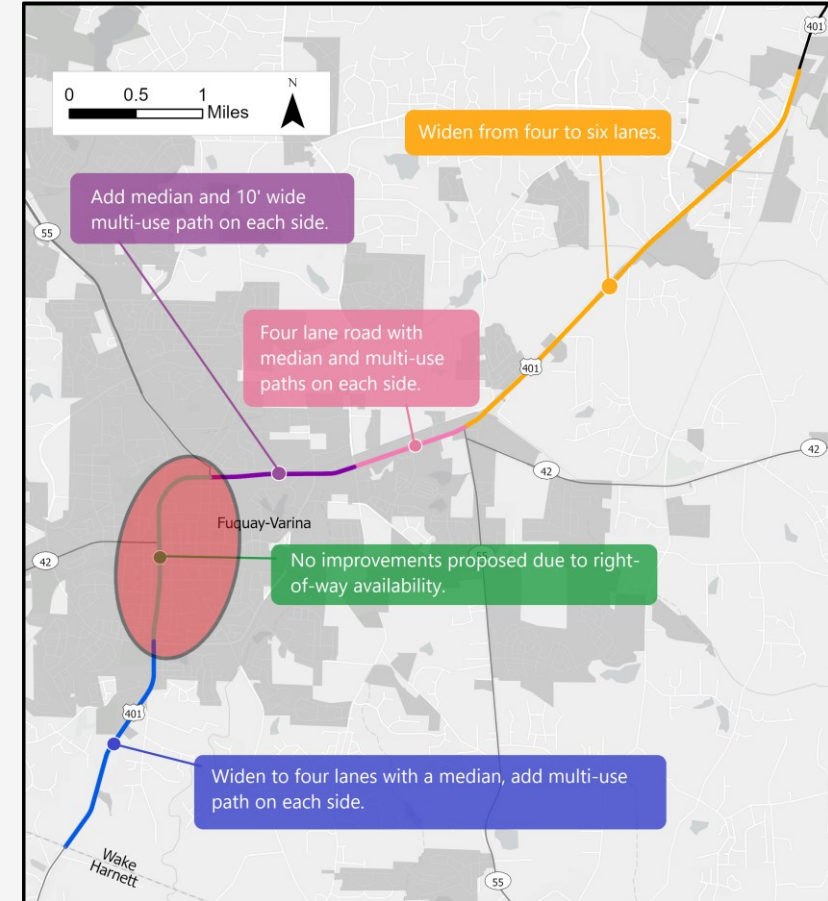 401
N
0 0.5 1
Miles
Widen from four to six lanes.
Add median and 10' wide
multi-use path on each side.
55
Four lane road with
median and multi-use
paths on each side.
401
42
42
Fuquay-Varina
42
55
No improvements proposed due to right-
of-way availability.
401
Widen to four lanes with a median, add multi-use
path on each side.
Wake
Harnett
55